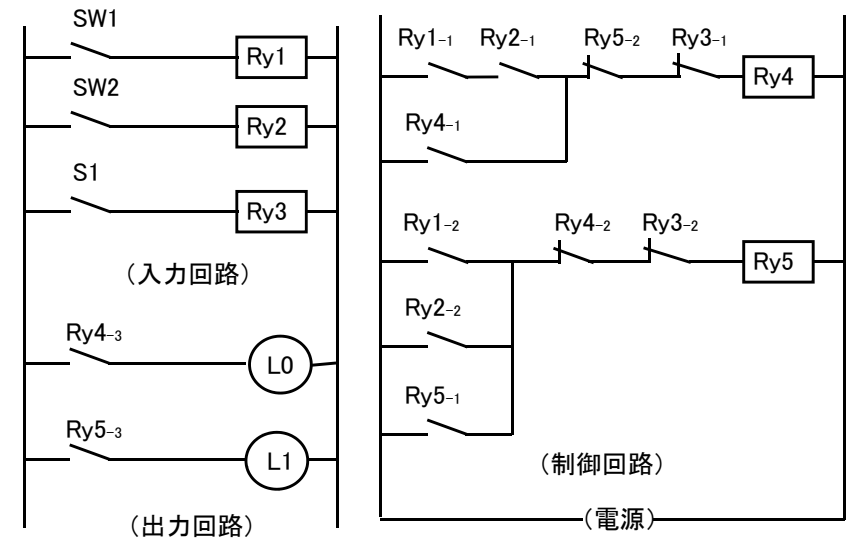 SW1
Ry1
SW2
Ry2
S1
Ry3
（入力回路）
Ry4-3
L0
Ry5-3
L1
（出力回路）
Ry1-1 Ry2-1 Ry5-2 Ry3-1
Ry4
Ry4-1
Ry1-2 Ry4-2 Ry3-2
Ry5
Ry2-2
Ry5-1
（制御回路）
（電源）